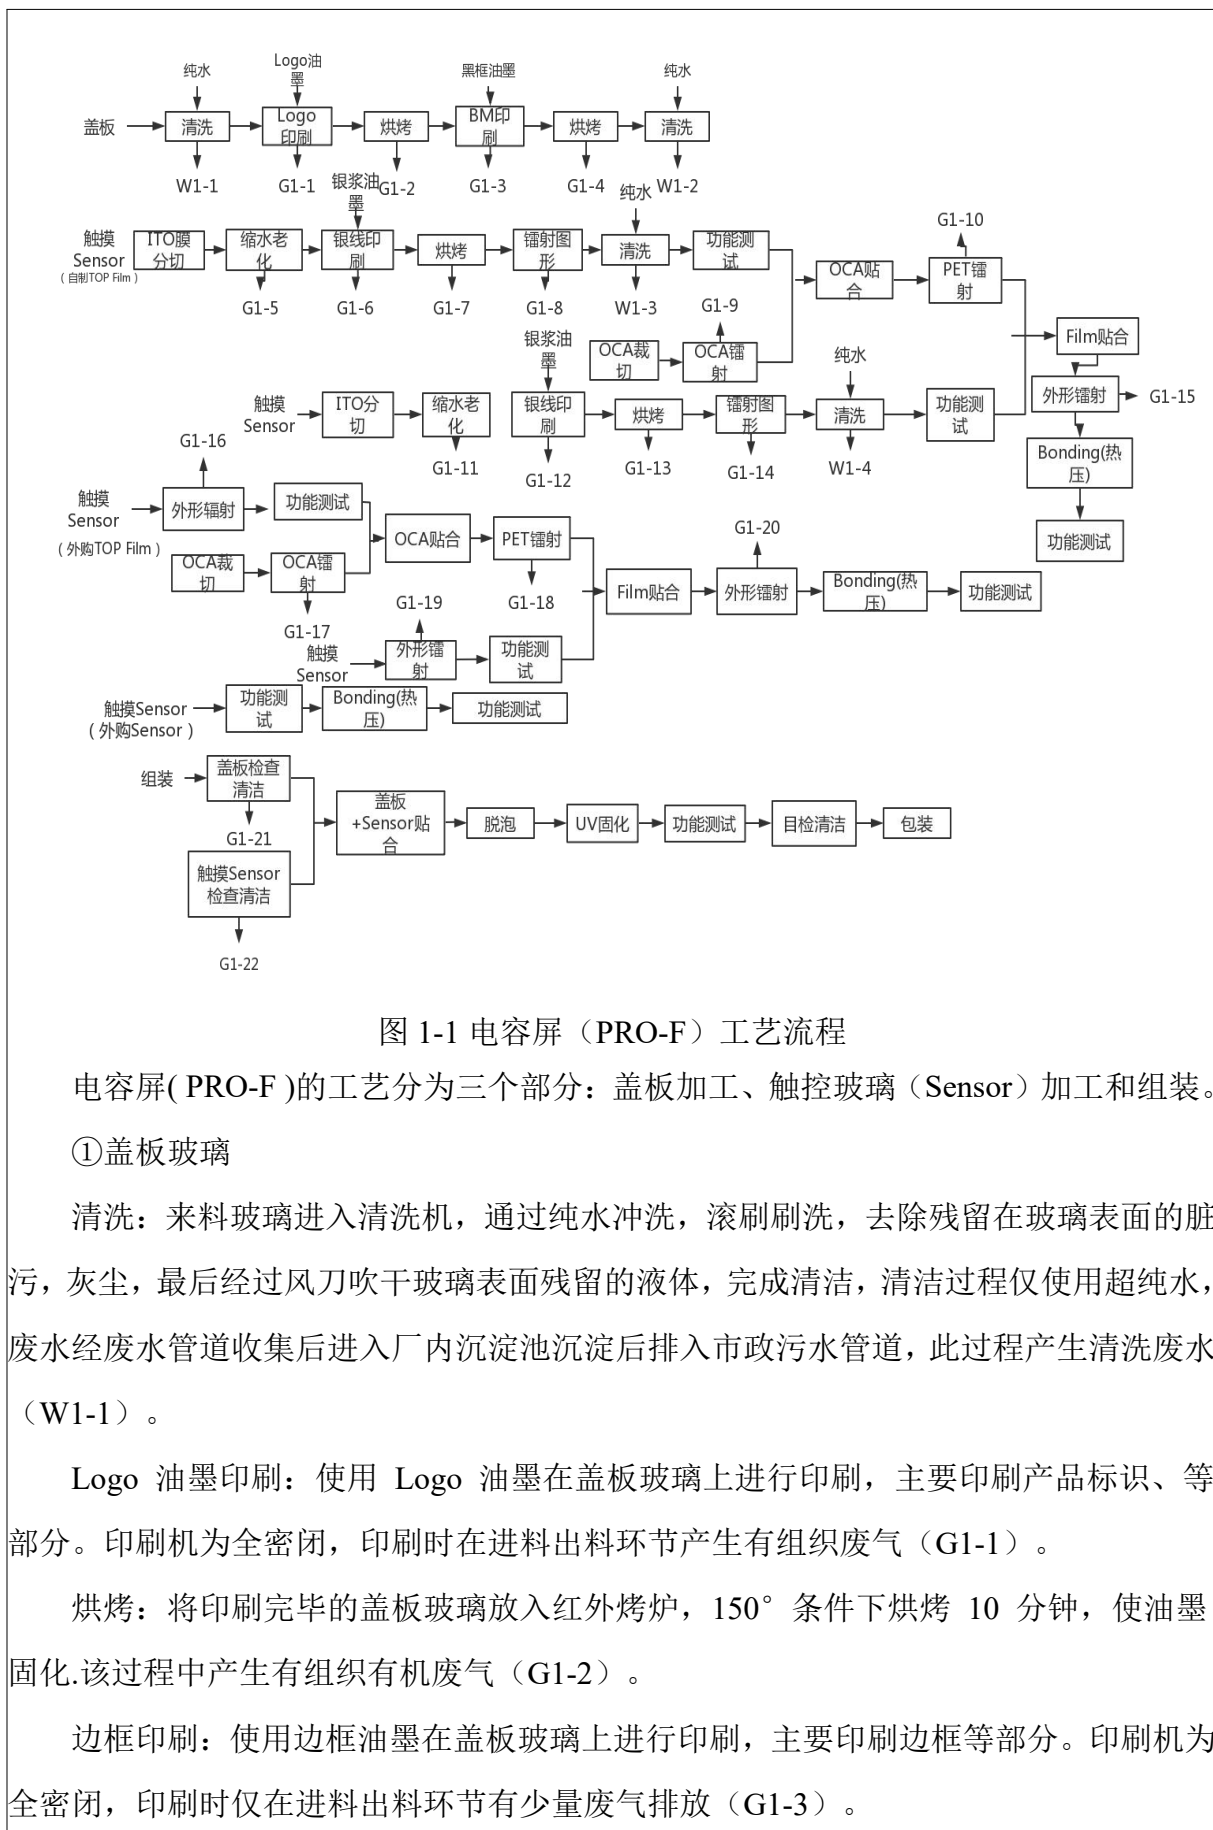 纯水
Logo油
墨
黑框油墨
纯水
盖板
清洗
Logo
印刷
烘烤
BM印
刷
烘烤
清洗
W1-1
G1-1
G1-2
G1-3
G1-4
W1-2
银浆油
墨
纯水
G1-10
触摸
Sensor
(自制TOP Film)
ITO膜
分切
缩水老
化
银线印
刷
烘烤
镭射图
形
清洗
功能测
试
OCA贴
合
PET镭
射
G1-5
G1-6
G1-7
G1-8
W1-3
G1-9
Film贴合
银浆油
墨
OCA裁
切
OCA镭
射
纯水
外形镭射
G1-15
触摸
Sensor
ITO分
切
缩水老
化
银线印
刷
烘烤
镭射图
形
清洗
功能测
试
G1-16
G1-11
G1-12
G1-13
G1-14
W1-4
Bonding(热
压)
触摸
Sensor
(外购TOP Film)
外形辐射
功能测试
OCA贴合
PET镭射
G1-20
功能测试
OCA裁
切
OCA镭
射
G1-19
G1-18
Film贴合
外形镭射
Bonding(热
压)
功能测试
G1-17
触摸
Sensor
外形镭
射
功能测
试
触摸Sensor
(外购Sensor)
功能测
试
Bonding(热
压)
功能测试
组装
盖板检查
清洁
盖板
+Sensor贴
合
脱泡
UV固化
功能测试
目检清洁
包装
G1-21
触摸Sensor
检查清洁
G1-22
图 1-1 电容屏（PRO-F）工艺流程
电容屏( PRO-F )的工艺分为三个部分：盖板加工、触控玻璃（Sensor）加工和组装。
①盖板玻璃
清洗：来料玻璃进入清洗机，通过纯水冲洗，滚刷刷洗，去除残留在玻璃表面的脏
污，灰尘，最后经过风刀吹干玻璃表面残留的液体，完成清洁，清洁过程仅使用超纯水，
废水经废水管道收集后进入厂内沉淀池沉淀后排入市政污水管道，此过程产生清洗废水
（W1-1）。
Logo 油墨印刷：使用 Logo 油墨在盖板玻璃上进行印刷，主要印刷产品标识、等
部分。印刷机为全密闭，印刷时在进料出料环节产生有组织废气（G1-1）。
烘烤：将印刷完毕的盖板玻璃放入红外烤炉，150°条件下烘烤 10 分钟，使油墨
固化.该过程中产生有组织有机废气（G1-2）。
边框印刷：使用边框油墨在盖板玻璃上进行印刷，主要印刷边框等部分。印刷机为
全密闭，印刷时仅在进料出料环节有少量废气排放（G1-3）。